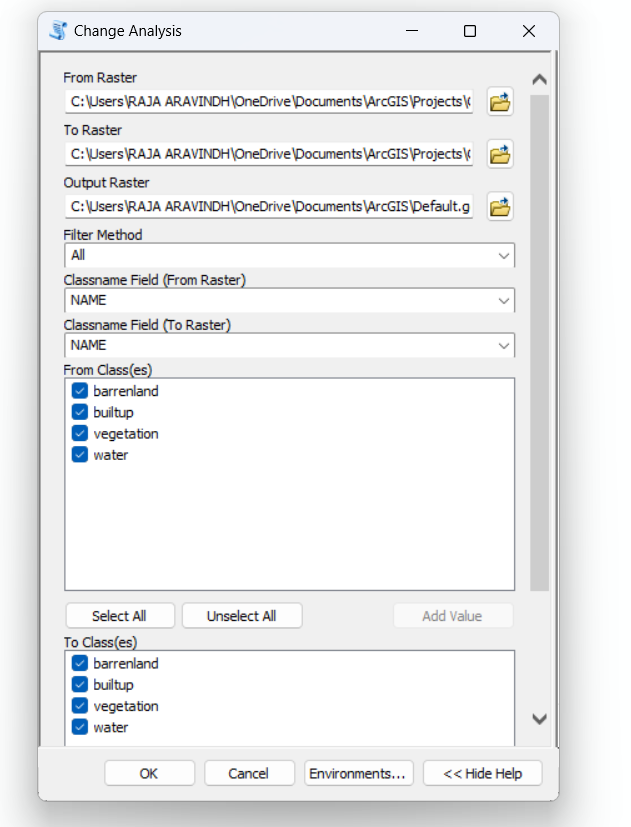 Change Analysis
From Raster
C:\Users\RAJA ARAVINDH\OneDrive\Documents\ArcGIS\Projects\
To Raster
C:\Users\RAJA ARAVINDH\OneDrive\Documents\ArcGIS\Projects\
Output Raster
C:\Users\RAJA ARAVINDH\OneDrive\Documents\ArcGIS\Default.g
Filter Method
All
Classname Field (From Raster)
NAME
Classname Field (To Raster)
NAME
From Class(es)
barrenland
builtup
vegetation
water
Select All Unselect All Add Value
To Class(es)
barrenland
builtup
vegetation
water
OK Cancel Environments... << Hide Help